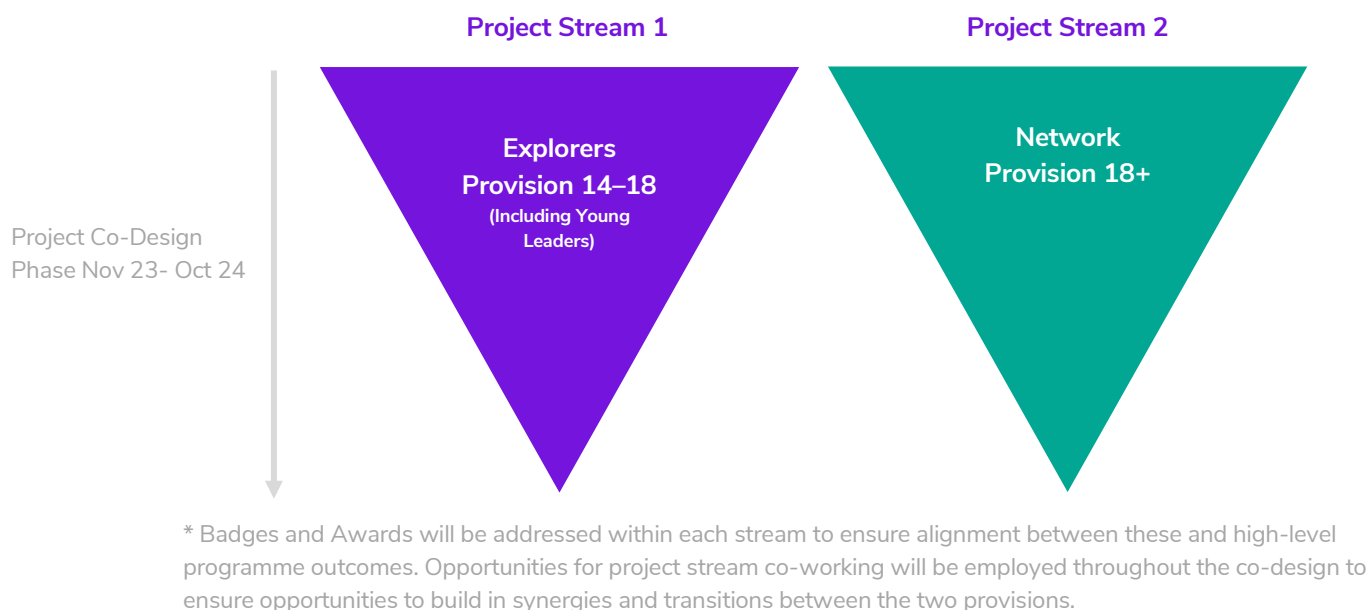 Project Stream 1
Project Stream 2
Explorers
Provision 14–18
(Including Young
Leaders)
Network
Provision 18+
Project Co-Design
Phase Nov 23- Oct 24
* Badges and Awards will be addressed within each stream to ensure alignment between these and high-level
programme outcomes. Opportunities for project stream co-working will be employed throughout the co-design to
ensure opportunities to build in synergies and transitions between the two provisions.